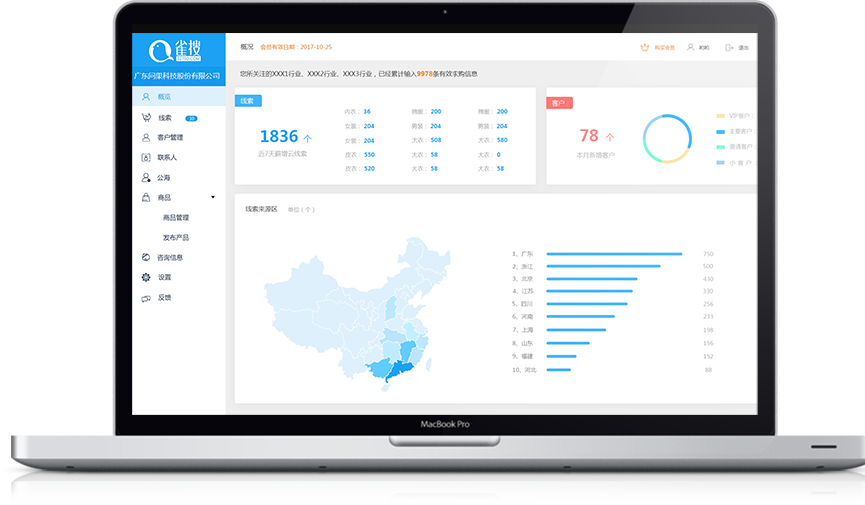 雀搜
广东问果科技股份有限公司
概况 会员有效日期：2017-10-25
购买会员
退出
您所关注的XXX1行业、XXX2行业、XXX3行业，已经累计输入9978条有效求购信息
概览
线索 10
客户管理
联系人
公海
商品
商品管理
发布产品
咨询信息
设置
反馈
线索
1836 个
近7天新增云线索
内衣： 36
女装： 204
女装： 204
皮衣： 550
皮衣： 520
200
男装： 204
大衣： 508
大衣： 58
大衣： 58
200
男装： 204
大衣： 580
大衣： 0
大衣： 58
客户
78 个
本月新增客户
VIP客户：
主要客户：
普通客户：
小 客 户：
线索来源区 单位（个）
1、广东 750
2、浙江 500
3、北京 430
4、江苏 330
5、四川 256
6、河南 233
7、上海 198
8、山东 156
9、福建 152
10、河北 88
MacBook Pro